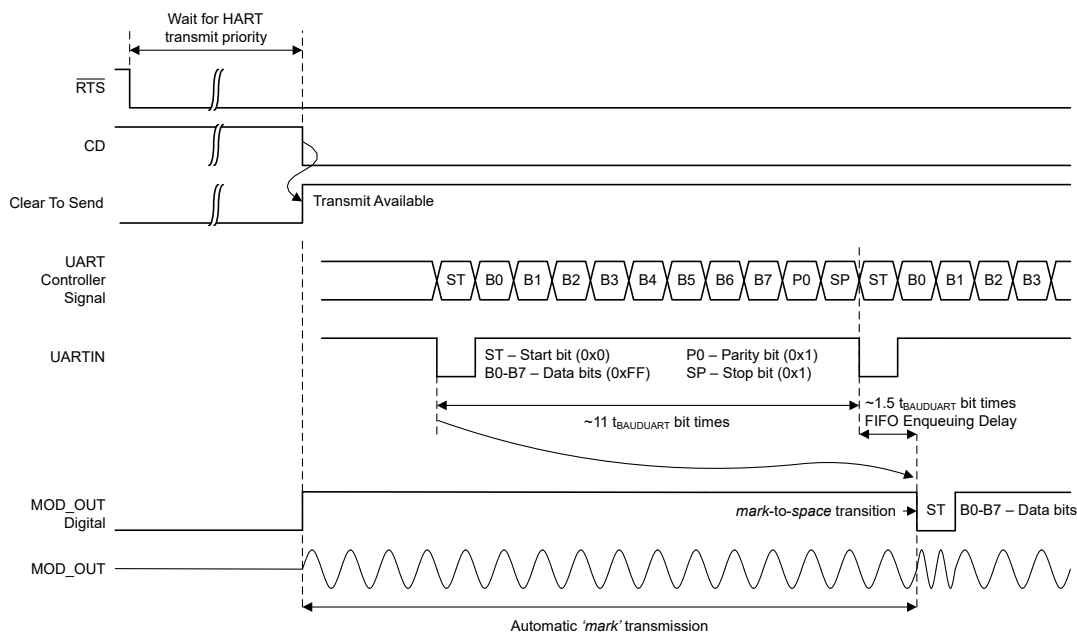 Wait for HART
transmit priority
RTS
CD
Clear To Send
Transmit Available
UART
Controller
Signal
ST B0 B1 B2 B3 B4 B5 B6 B7 P0 SP ST B0 B1 B2 B3
UARTIN
ST – Start bit (0x0)
B0-B7 – Data bits (0xFF)
P0 – Parity bit (0x1)
SP – Stop bit (0x1)
~11 tBAUDUART bit times
~1.5 tBAUDUART bit times
FIFO Enqueuing Delay
MOD_OUT
Digital
mark-to-space transition
ST
B0-B7 – Data bits
MOD_OUT
Automatic ‘mark’ transmission